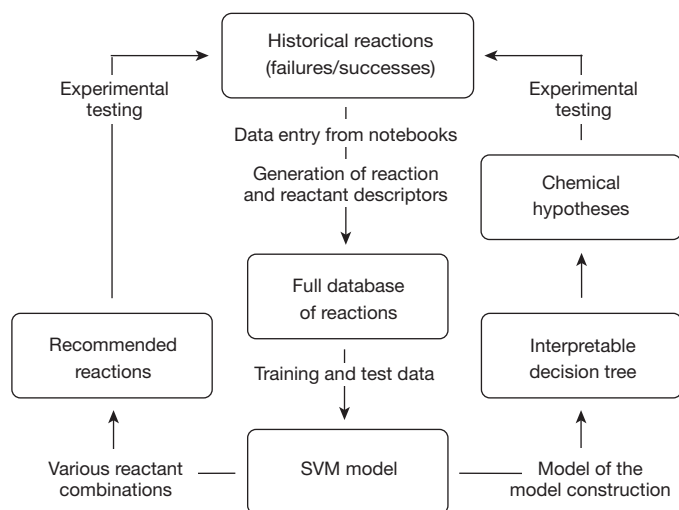 Historical reactions
(failures/successes)
Experimental
testing
Experimental
testing
Data entry from notebooks
Generation of reaction
and reactant descriptors
Chemical
hypotheses
Full database
of reactions
Recommended
reactions
Interpretable
decision tree
Training and test data
Various reactant
combinations
SVM model
Model of the
model construction